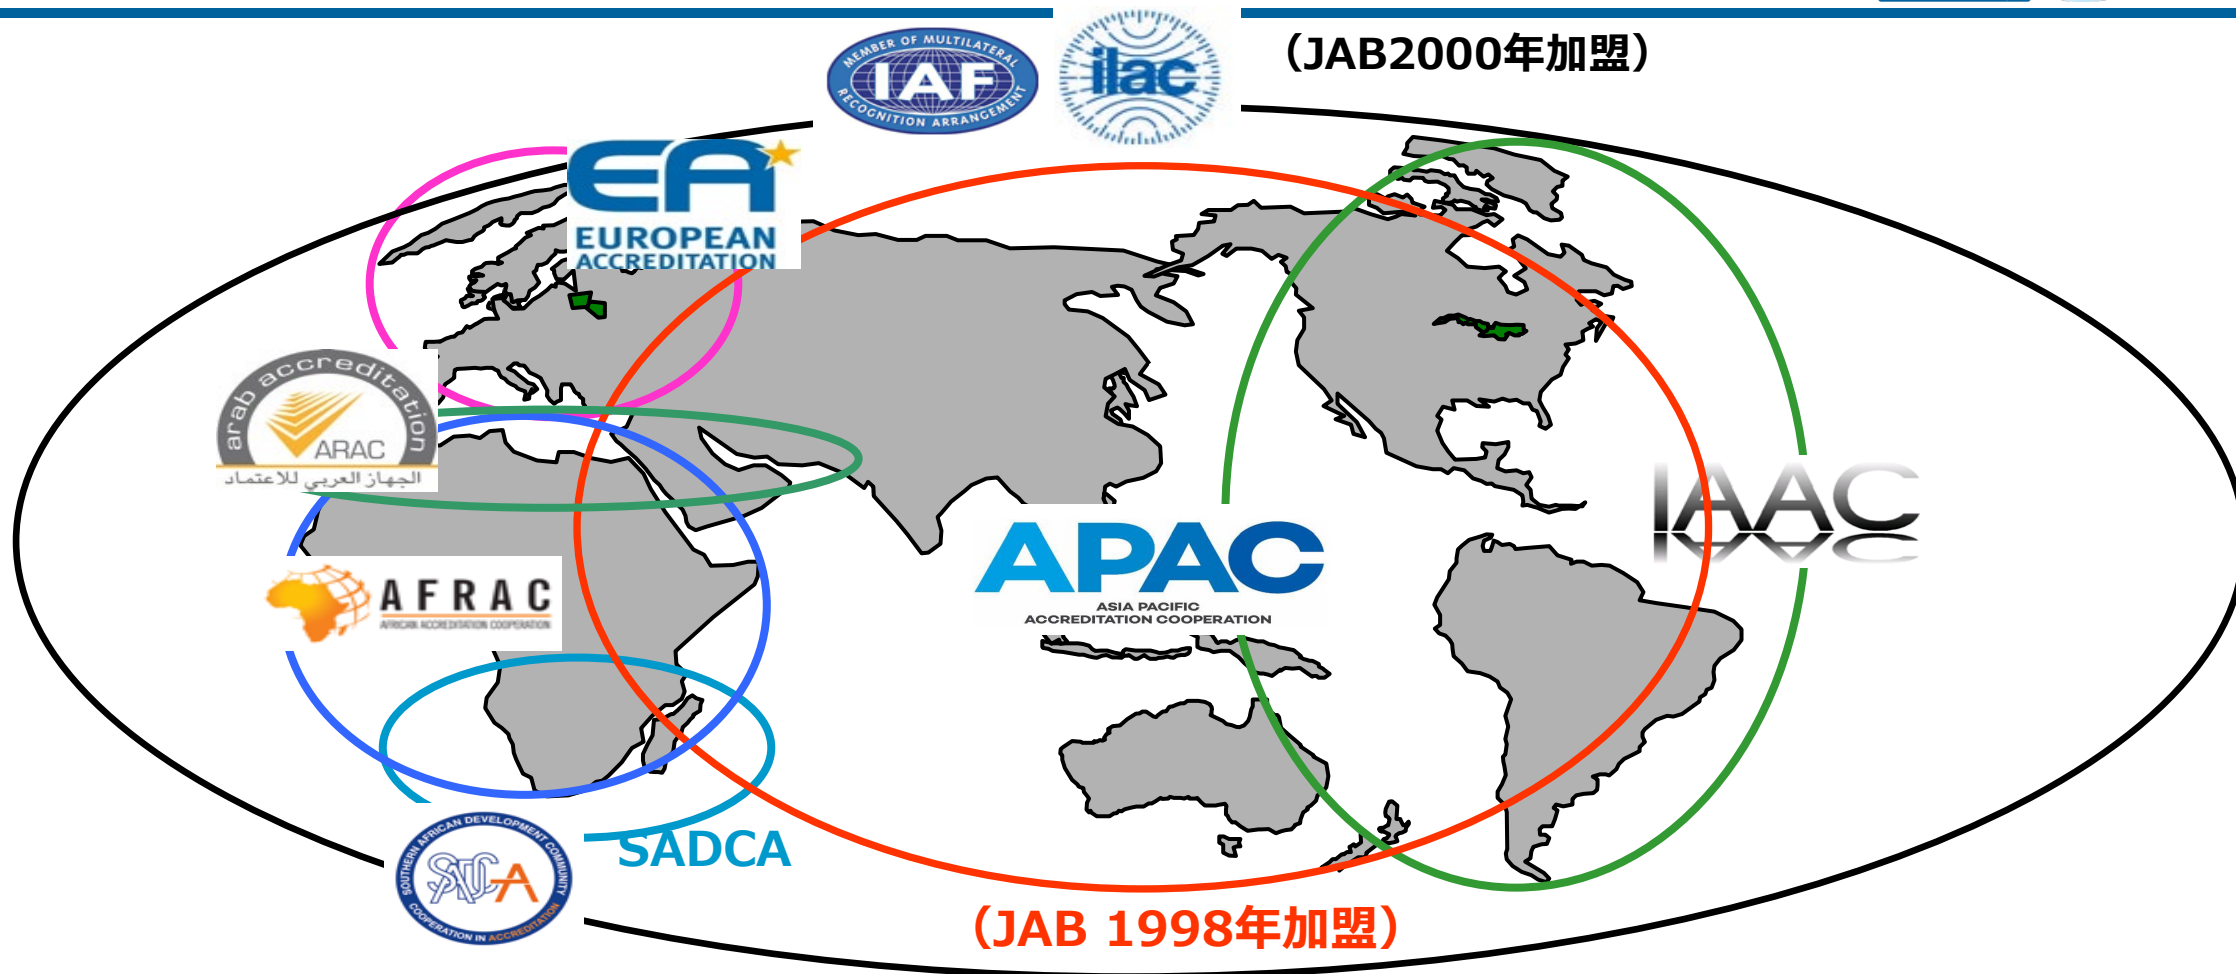 MEMBER OF MULTILATERAL
IAF
RECOGNITION ARRANGEMENT
ilac
（JAB2000年加盟）
EA
EUROPEAN
ACCREDITATION
arab accreditation
ARAC
الجهاز العربي للاعتماد
IAAC
APAC
ASIA PACIFIC
ACCREDITATION COOPERATION
AFRAC
AFRICAN ACCREDITATION COOPERATION
SADCA
SOUTHERN AFRICAN DEVELOPMENT COMMUNITY
SADCA
COOPERATION IN ACCREDITATION
（JAB 1998年加盟）